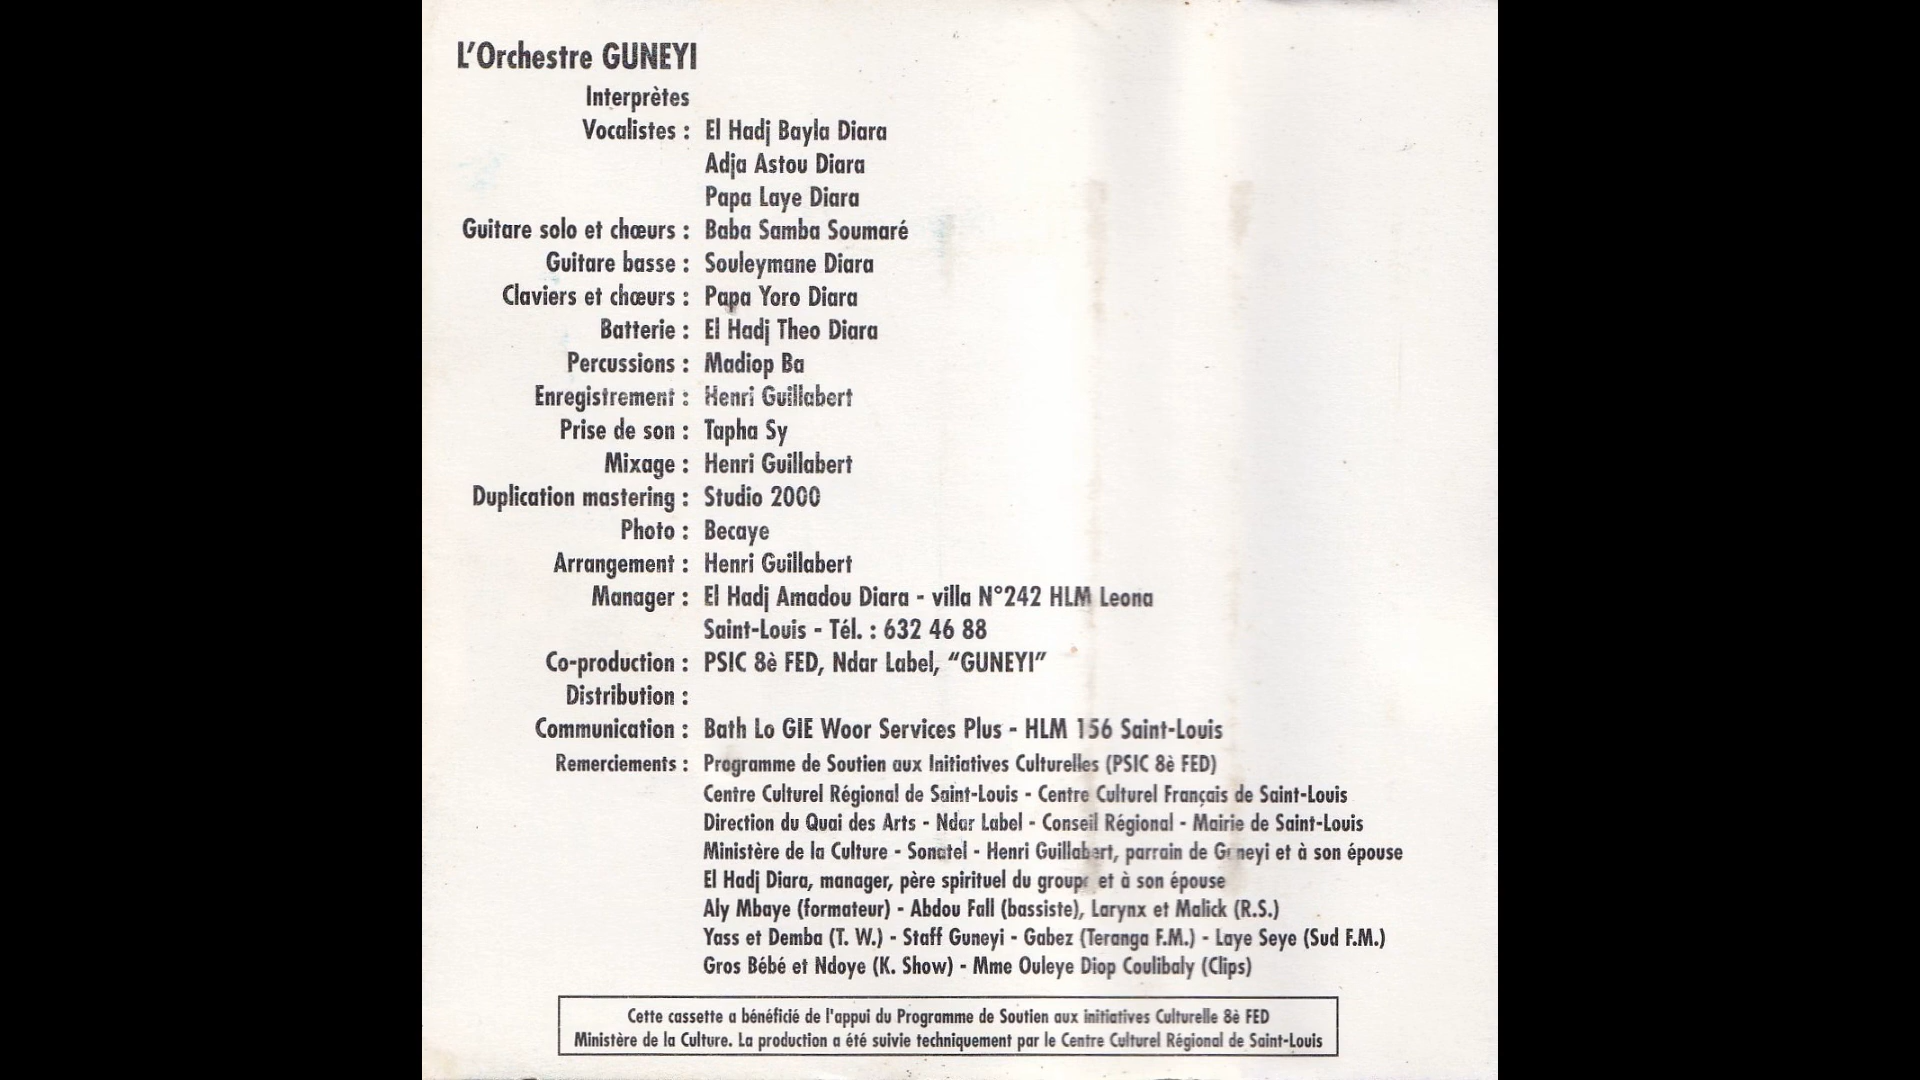 L'Orchestre GUNEYI
Interprètes
Vocalistes : El Hadj Bayla Diara
Adja Astou Diara
Papa Laye Diara
Guitare solo et chœurs : Baba Samba Soumaré
Guitare basse : Souleymane Diara
Claviers et chœurs : Papa Yoro Diara
Batterie : El Hadj Theo Diara
Percussions : Madiop Ba
Enregistrement : Henri Guillabert
Prise de son : Tapha Sy
Mixage : Henri Guillabert
Duplication mastering : Studio 2000
Photo : Becaye
Arrangement : Henri Guillabert
Manager : El Hadj Amadou Diara - villa N°242 HLM Leona
Saint-Louis - Tél. : 632 46 88
Co-production : PSIC 8è FED, Ndar Label, “GUNEYI”
Distribution :
Communication : Bath Lo GIE Woor Services Plus - HLM 156 Saint-Louis
Remerciements : Programme de Soutien aux Initiatives Culturelles (PSIC 8è FED)
Centre Culturel Régional de Saint-Louis - Centre Culturel Français de Saint-Louis
Direction du Quai des Arts - Ndar Label - Conseil Régional - Mairie de Saint-Louis
Ministère de la Culture - Sonatel - Henri Guillabert, parrain de Guneyi et à son épouse
El Hadj Diara, manager, père spirituel du groupe et à son épouse
Aly Mbaye (formateur) - Abdou Fall (bassiste), Larynx et Malick (R.S.)
Yass et Demba (T. W.) - Staff Guneyi - Gabez (Teranga F.M.) - Laye Seye (Sud F.M.)
Gros Bébé et Ndoye (K. Show) - Mme Ouleye Diop Coulibaly (Clips)
Cette cassette a bénéficié de l'appui du Programme de Soutien aux initiatives Culturelle 8è FED
Ministère de la Culture. La production a été suivie techniquement par le Centre Culturel Régional de Saint-Louis